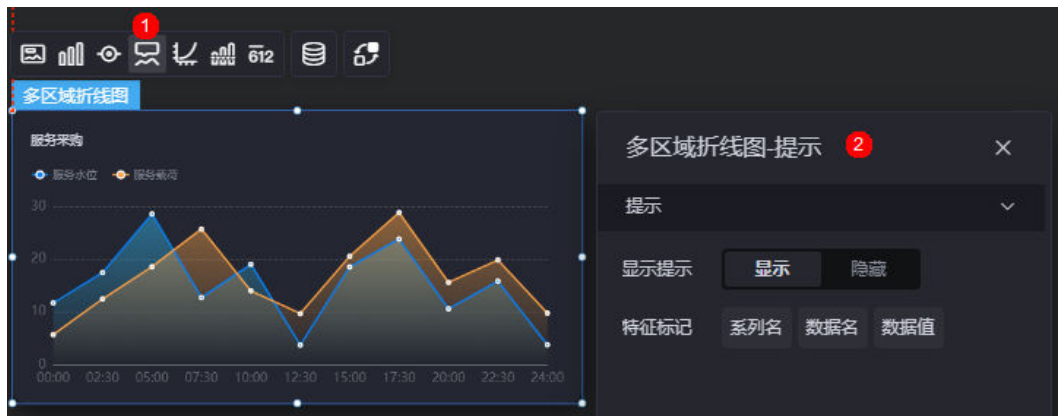 1
612
多区域折线图
服务采购
服务水位 服务载荷
30
20
10
0
00:00 02:30 05:00 07:30 10:00 12:30 15:00 17:30 20:00 22:30 24:00
多区域折线图-提示 2
提示
显示提示 显示 隐藏
特征标记 系列名 数据名 数据值